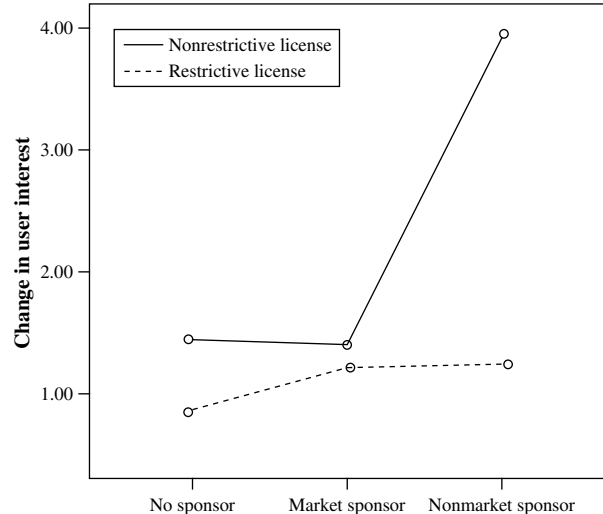 4.00
Nonrestrictive license
Restrictive license
3.00
Change in user interest
2.00
1.00
No sponsor
Market sponsor
Nonmarket sponsor